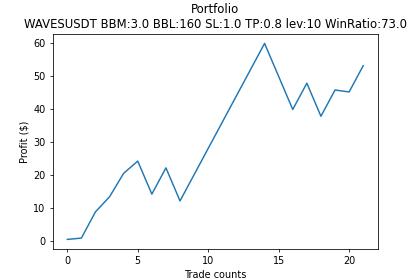 Portfolio
WAVESUSDT BBM:3.0 BBL:160 SL:1.0 TP:0.8 lev:10 WinRatio:73.0
60
50
40
30
20
10
0
Profit ($)
0 5 10 15 20
Trade counts